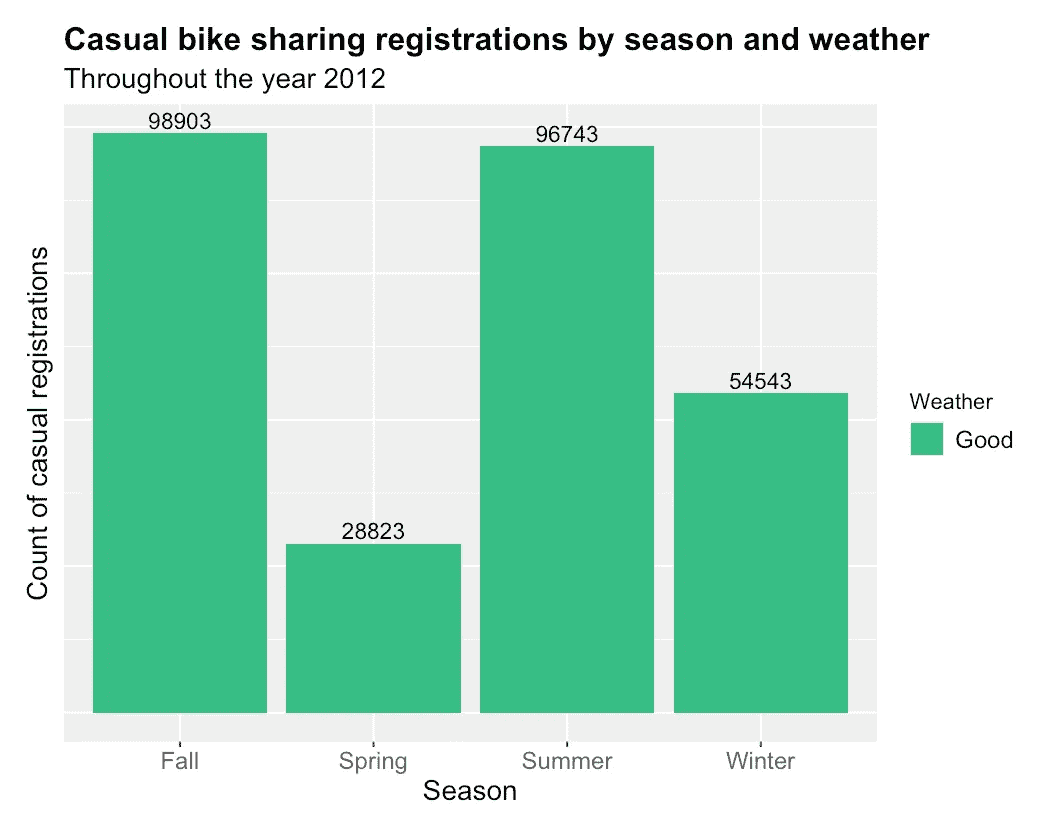 Casual bike sharing registrations by season and weather
Throughout the year 2012
98903
96743
54543
28823
Count of casual registrations
Weather
Good
Fall
Spring
Summer
Winter
Season